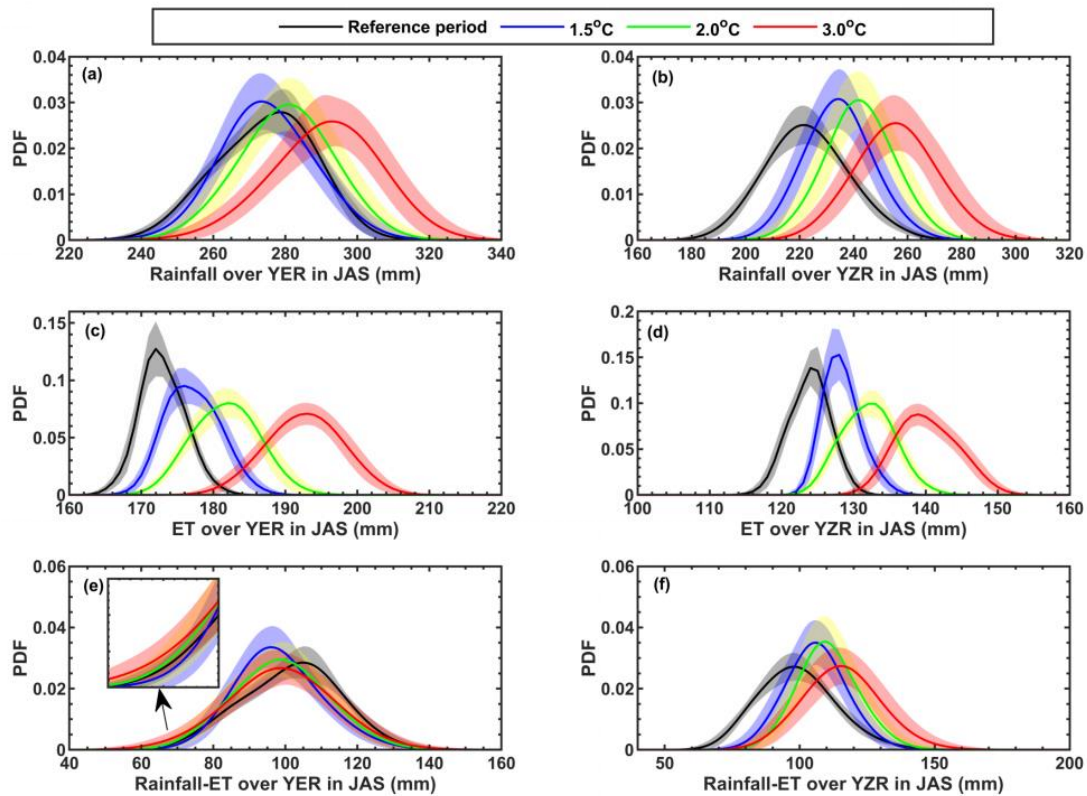 Reference period 1.5°C 2.0°C 3.0°C
(a) (b)
PDF PDF
0.04 0.03 0.02 0.01 0
0.04 0.03 0.02 0.01 0
220 240 260 280 300 320 340
160 180 200 220 240 260 280 300 320
Rainfall over YER in JAS (mm)
Rainfall over YZR in JAS (mm)
(c) (d)
PDF PDF
0.15 0.1 0.05 0
0.2 0.15 0.1 0.05 0
160 170 180 190 200 210 220
100 110 120 130 140 150 160
ET over YER in JAS (mm)
ET over YZR in JAS (mm)
(e) (f)
PDF PDF
0.06 0.04 0.02 0
0.06 0.04 0.02 0
40 60 80 100 120 140 160
50 100 150 200
Rainfall-ET over YER in JAS (mm)
Rainfall-ET over YZR in JAS (mm)